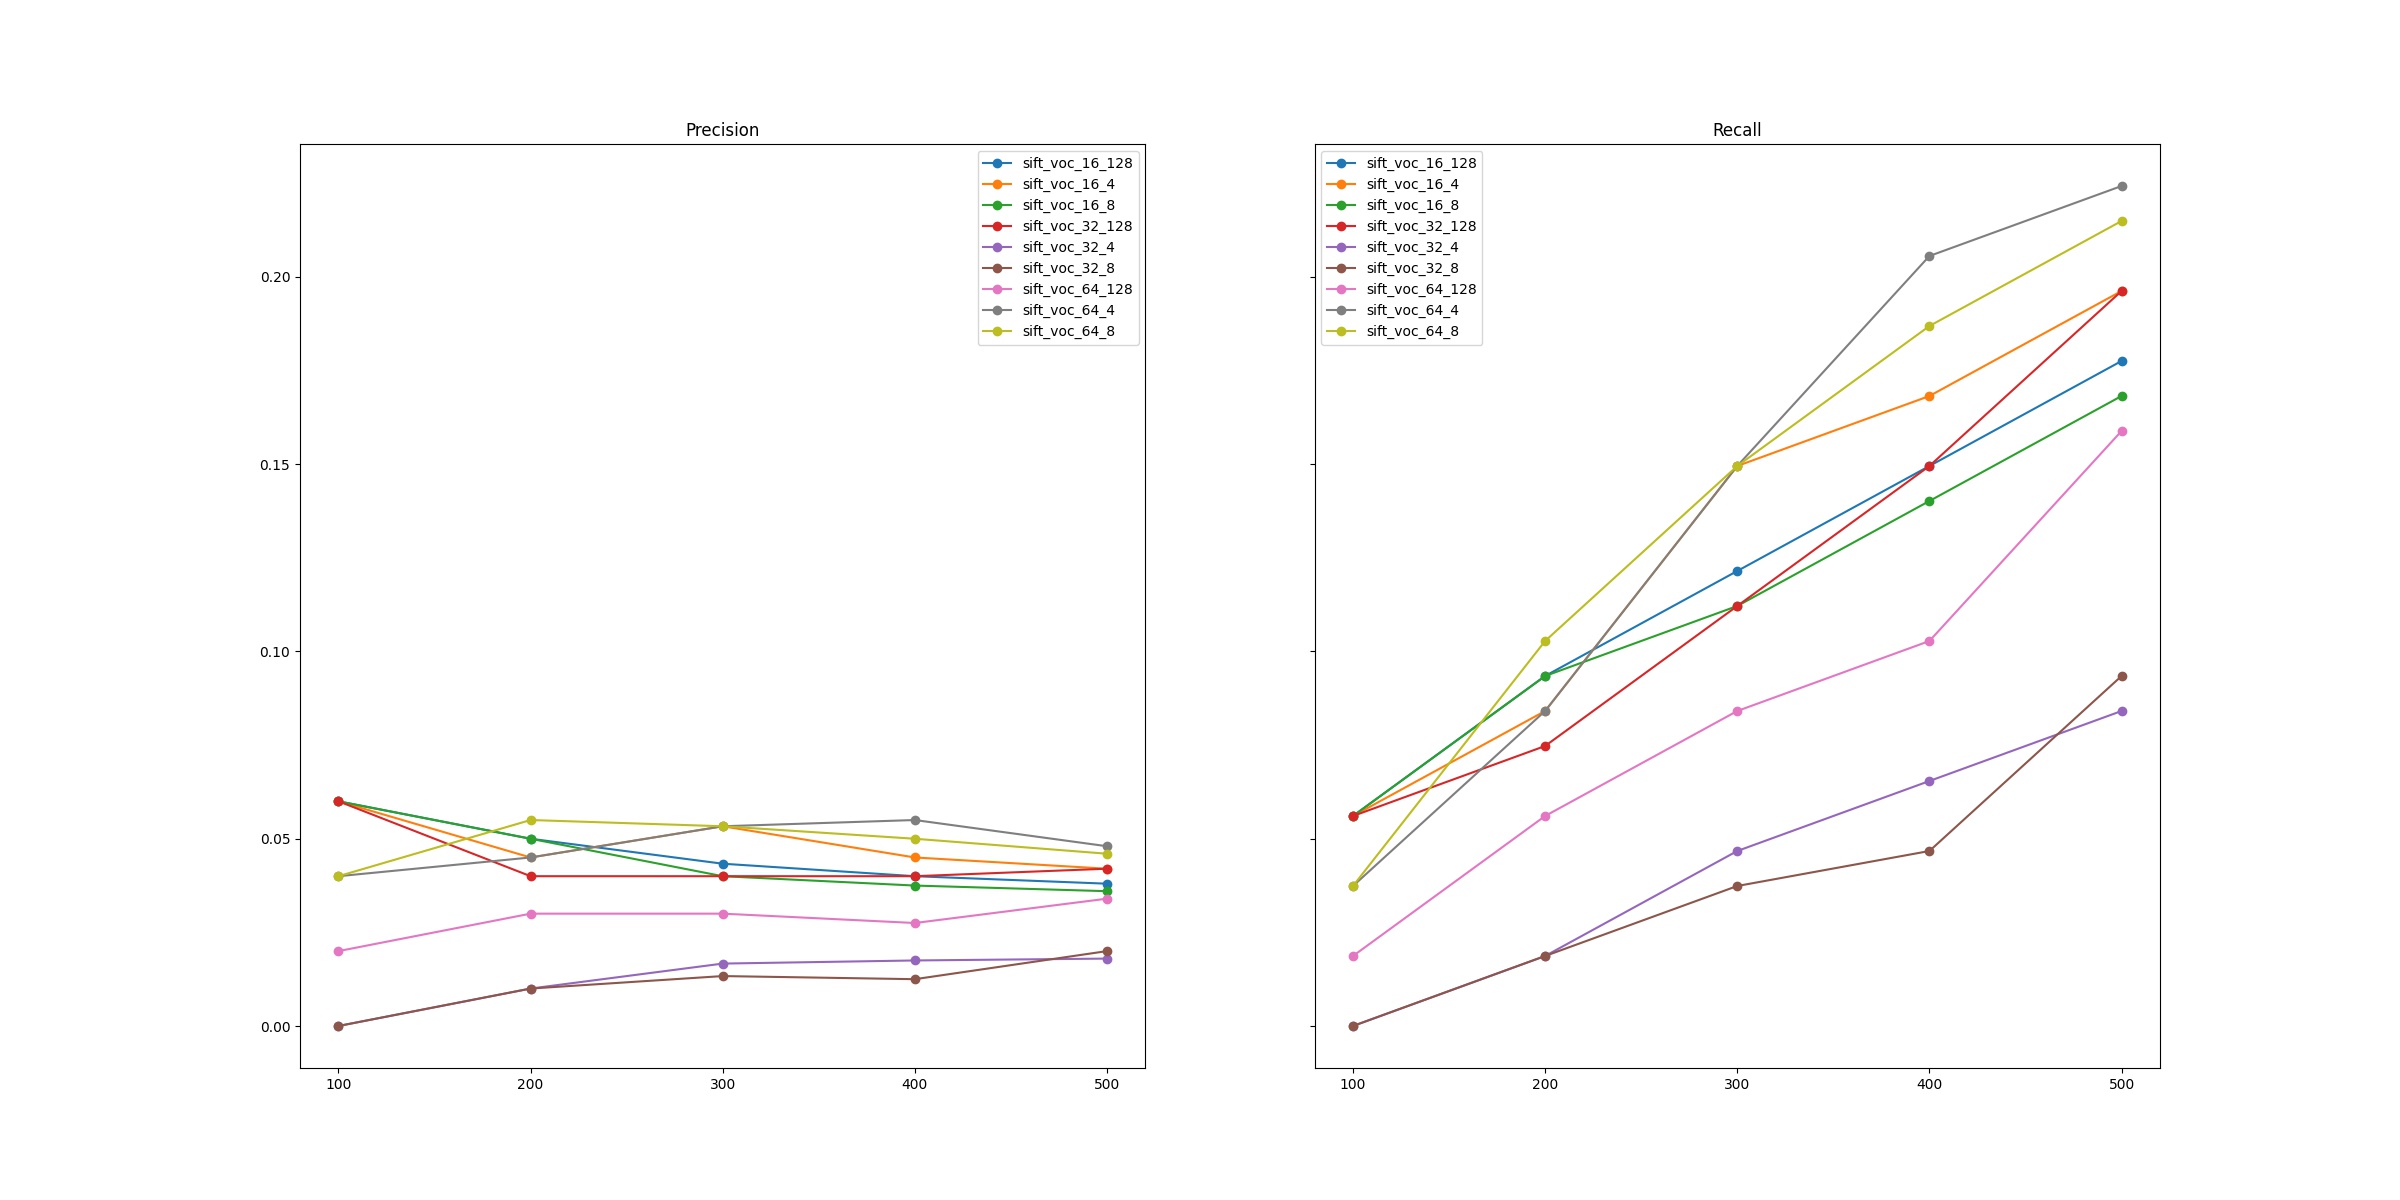 Precision
sift_voc_16_128
sift_voc_16_4
sift_voc_16_8
sift_voc_32_128
sift_voc_32_4
sift_voc_32_8
sift_voc_64_128
sift_voc_64_4
sift_voc_64_8
0.20
0.15
0.10
0.05
0.00
100 200 300 400 500
Recall
sift_voc_16_128
sift_voc_16_4
sift_voc_16_8
sift_voc_32_128
sift_voc_32_4
sift_voc_32_8
sift_voc_64_128
sift_voc_64_4
sift_voc_64_8
100 200 300 400 500